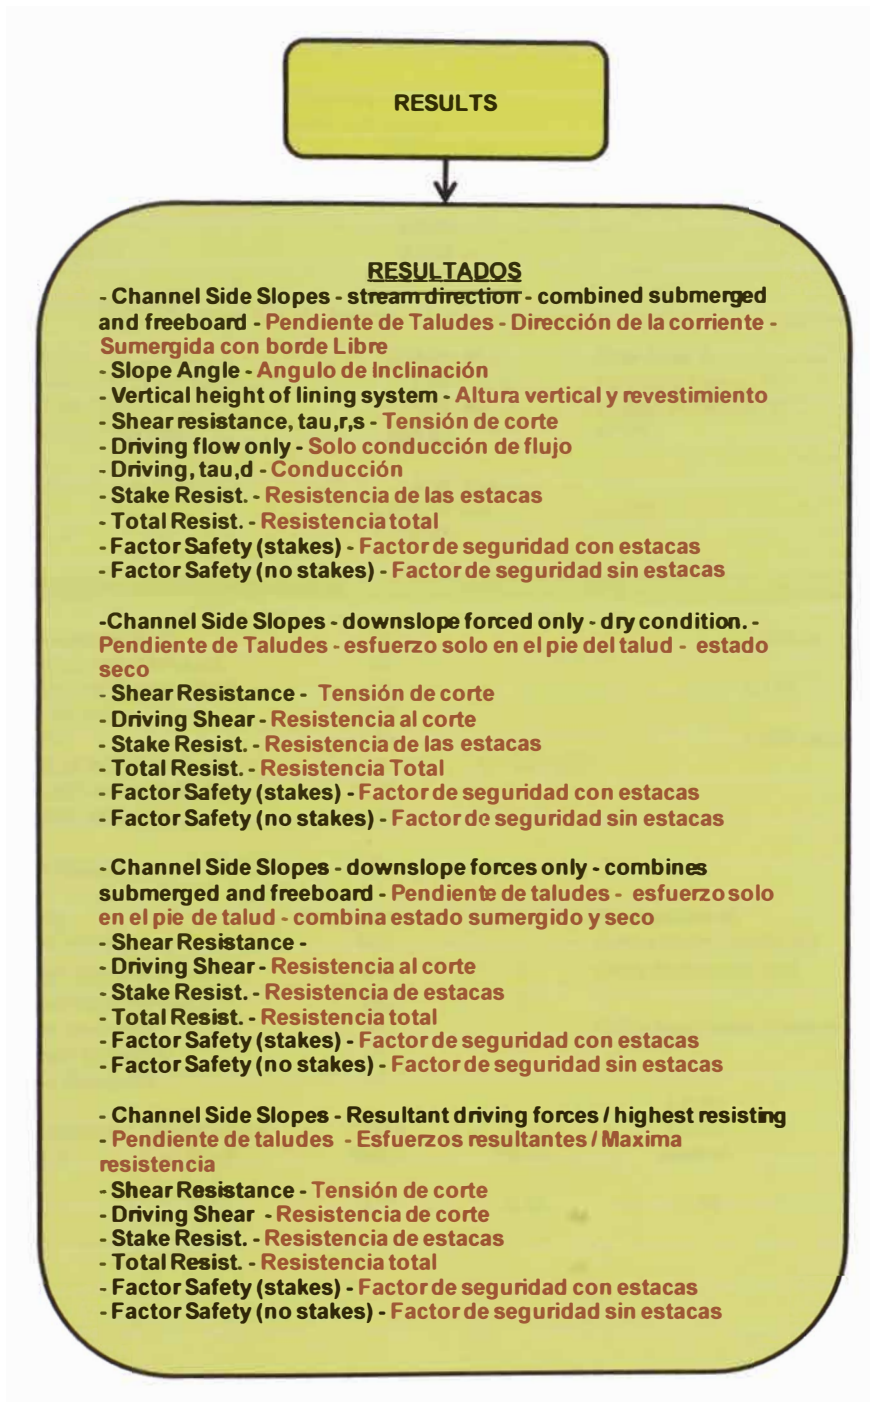 RESULTS
RESULTADOS
- Channel Side Slopes - stream direction - combined submerged
and freeboard - Pendiente de Taludes - Dirección de la corriente -
Sumergida con borde Libre
- Slope Angle - Angulo de Inclinación
- Vertical height of lining system - Altura vertical y revestimiento
- Shear resistance, tau,r,s - Tensión de corte
- Driving flow only - Solo conducción de flujo
- Driving, tau,d - Conducción
- Stake Resist. - Resistencia de las estacas
- Total Resist. - Resistencia total
- Factor Safety (stakes) - Factor de seguridad con estacas
- Factor Safety (no stakes) - Factor de seguridad sin estacas
-Channel Side Slopes - downslope forced only - dry condition. -
Pendiente de Taludes - esfuerzo solo en el pie del talud - estado
seco
- Shear Resistance - Tensión de corte
- Driving Shear - Resistencia al corte
- Stake Resist. - Resistencia de las estacas
- Total Resist. - Resistencia Total
- Factor Safety (stakes) - Factor de seguridad con estacas
- Factor Safety (no stakes) - Factor de seguridad sin estacas
- Channel Side Slopes - downslope forces only - combines
submerged and freeboard - Pendiente de taludes - esfuerzo solo
en el pie de talud - combina estado sumergido y seco
- Shear Resistance -
- Driving Shear - Resistencia al corte
- Stake Resist. - Resistencia de estacas
- Total Resist. - Resistencia total
- Factor Safety (stakes) - Factor de seguridad con estacas
- Factor Safety (no stakes) - Factor de seguridad sin estacas
- Channel Side Slopes - Resultant driving forces / highest resisting
- Pendiente de taludes - Esfuerzos resultantes / Maxima
resistencia
- Shear Resistance - Tensión de corte
- Driving Shear - Resistencia de corte
- Stake Resist. - Resistencia de estacas
- Total Resist. - Resistencia total
- Factor Safety (stakes) - Factor de seguridad con estacas
- Factor Safety (no stakes) - Factor de seguridad sin estacas